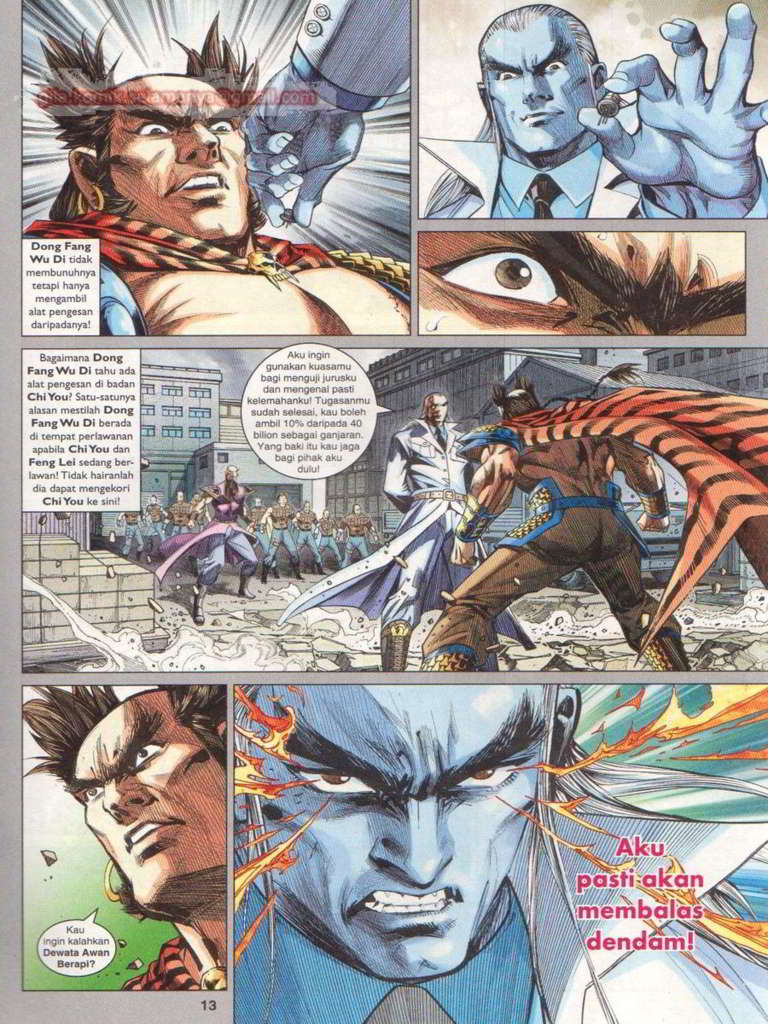 Dong Fang
Wu Di tidak
membunuhnya
tetapi hanya
mengambil
alat pengesan
daripadanya!
Bagaimana Dong
Fang Wu Di tahu ada
alat pengesan di badan
Chi You? Satu-satunya
alasan mestilah Dong
Fang Wu Di berada
di tempat perlawanan
apabila Chi You dan
Feng Lei sedang ber-
lawan! Tidak hairanlah
dia dapat mengekori
Chi You ke sini!
Aku ingin
gunakan kuasamu
bagi menguji jurusku
dan mengenal pasti
kelemahanku! Tugasanmu
sudah selesai, kau boleh
ambil 10% daripada 40
bilion sebagai ganjaran.
Yang baki itu kau jaga
bagi pihak aku
dulu!
Kau
ingin kalahkan
Dewata Awan
Berapi?
Aku
pasti akan
membalas
dendam!
13